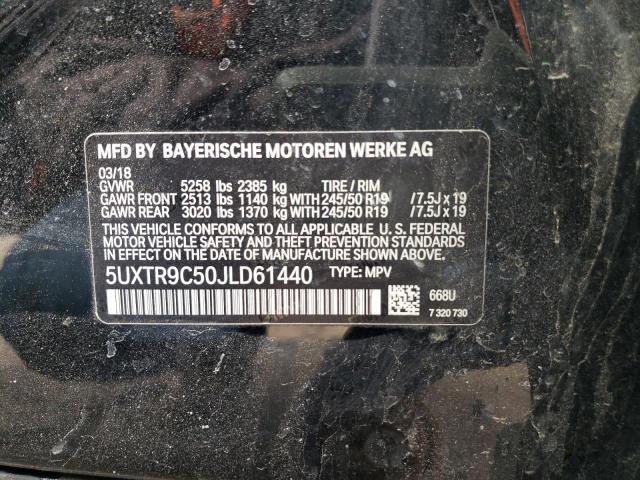 MFD BY BAYERISCHE MOTOREN WERKE AG
03/18
GVWR 5258 lbs 2385 kg TIRE / RIM
GAWR FRONT 2513 lbs 1140 kg WITH 245/50 R19 /7.5J x 19
GAWR REAR 3020 lbs 1370 kg WITH 245/50 R19 /7.5J x 19
THIS VEHICLE CONFORMS TO ALL APPLICABLE U. S. FEDERAL
MOTOR VEHICLE SAFETY AND THEFT PREVENTION STANDARDS
IN EFFECT ON THE DATE OF MANUFACTURE SHOWN ABOVE.
5UXTR9C50JLD61440 TYPE: MPV
668U
7 320 730